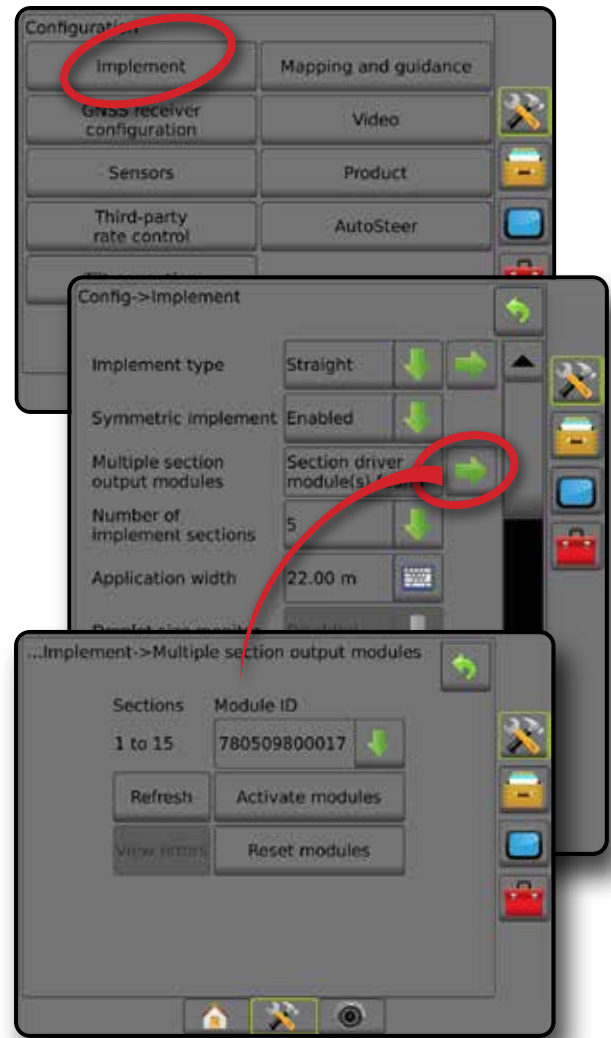 Configuration
Implement
Mapping and guidance
GNSS receiver
configuration
Video
Sensors
Product
Third-party
rate control
AutoSteer
Config->Implement
Implement type
Straight
Symmetric implement
Enabled
Multiple section
output modules
Section driver
module(s)
Number of
implement sections
5
Application width
22.00 m
...Implement->Multiple section output modules
Sections
Module ID
1 to 15
780509800017
Refresh
Activate modules
View errors
Reset modules